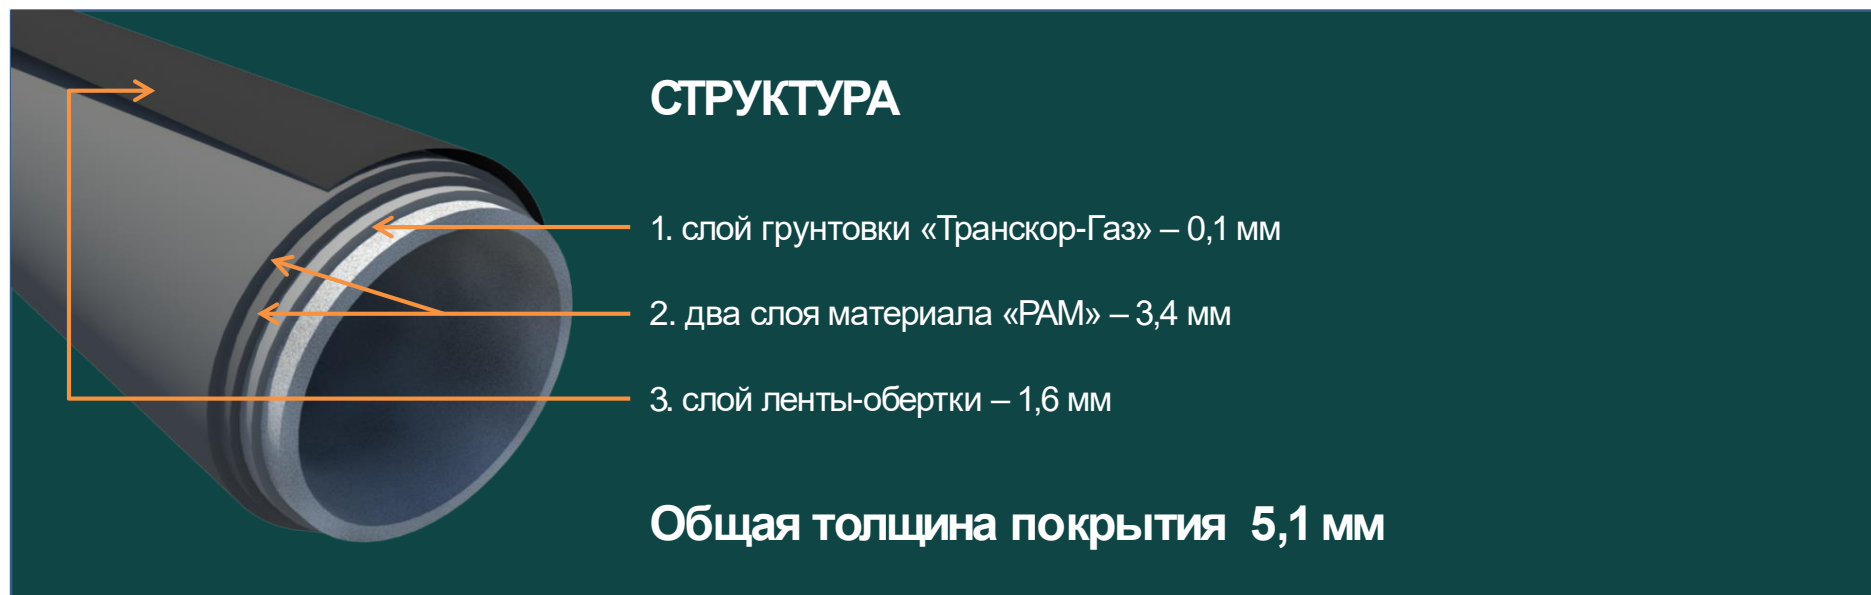 СТРУКТУРА
1. слой грунтовки «Транскор-Газ» – 0,1 мм
2. два слоя материала «РАМ» – 3,4 мм
3. слой ленты-обертки – 1,6 мм
Общая толщина покрытия 5,1 мм